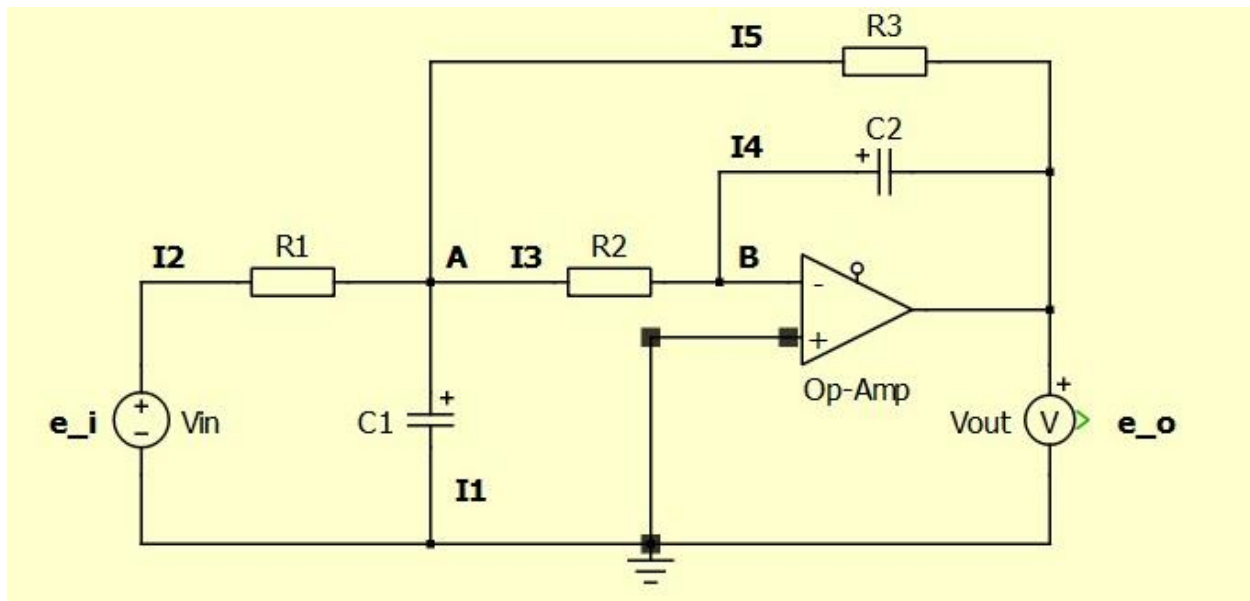 I5
R3
C2
I4
I2
R1
A
I3
R2
B
-
+
Op-Amp
e_i
+
-
Vin
C1
+
I1
Vout
+
V
e_o
+